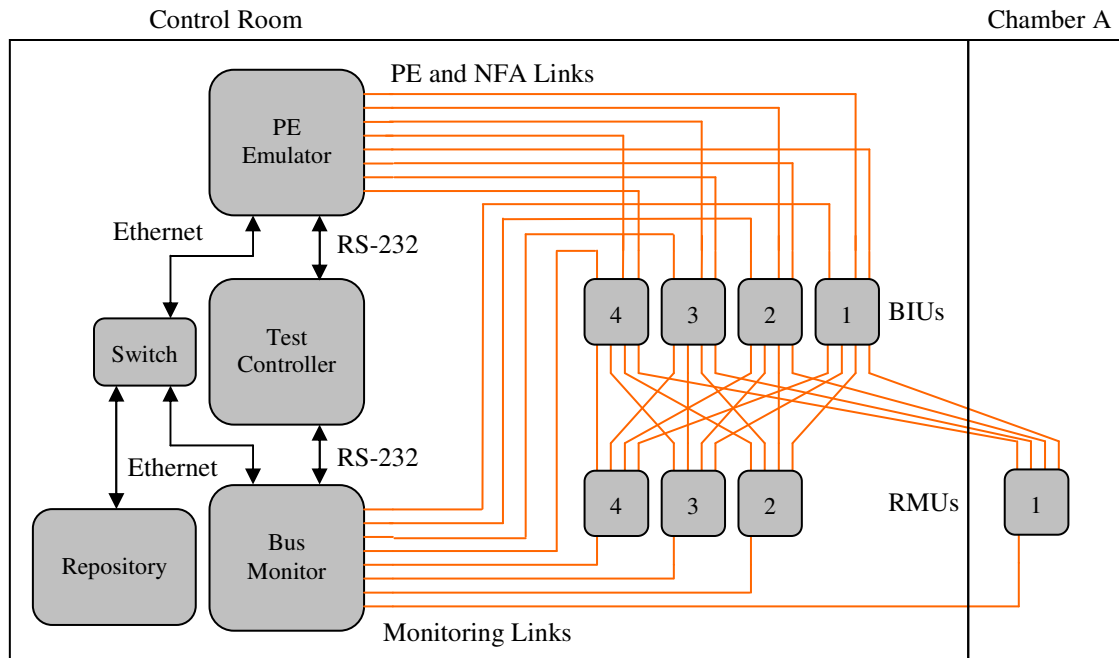 Control Room
Chamber A
PE and NFA Links
PE
Emulator
Ethernet
RS-232
4
3
2
1
BIUs
Switch
Test
Controller
Ethernet
RS-232
4
3
2
RMUs
1
Repository
Bus
Monitor
Monitoring Links